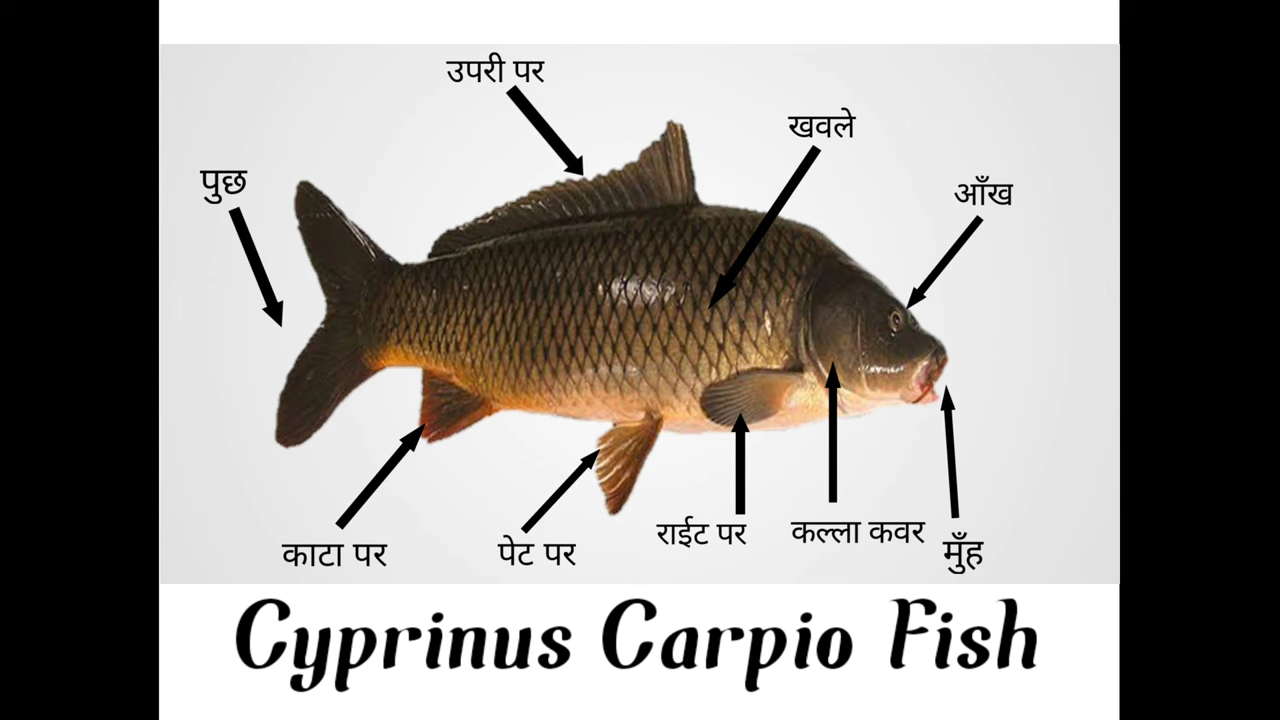 उपरी पर
खवले
पुछ
आँख
राईट पर
कल्ला कवर
मुँह
काटा पर
पेट पर
Cyprinus Carpio Fish